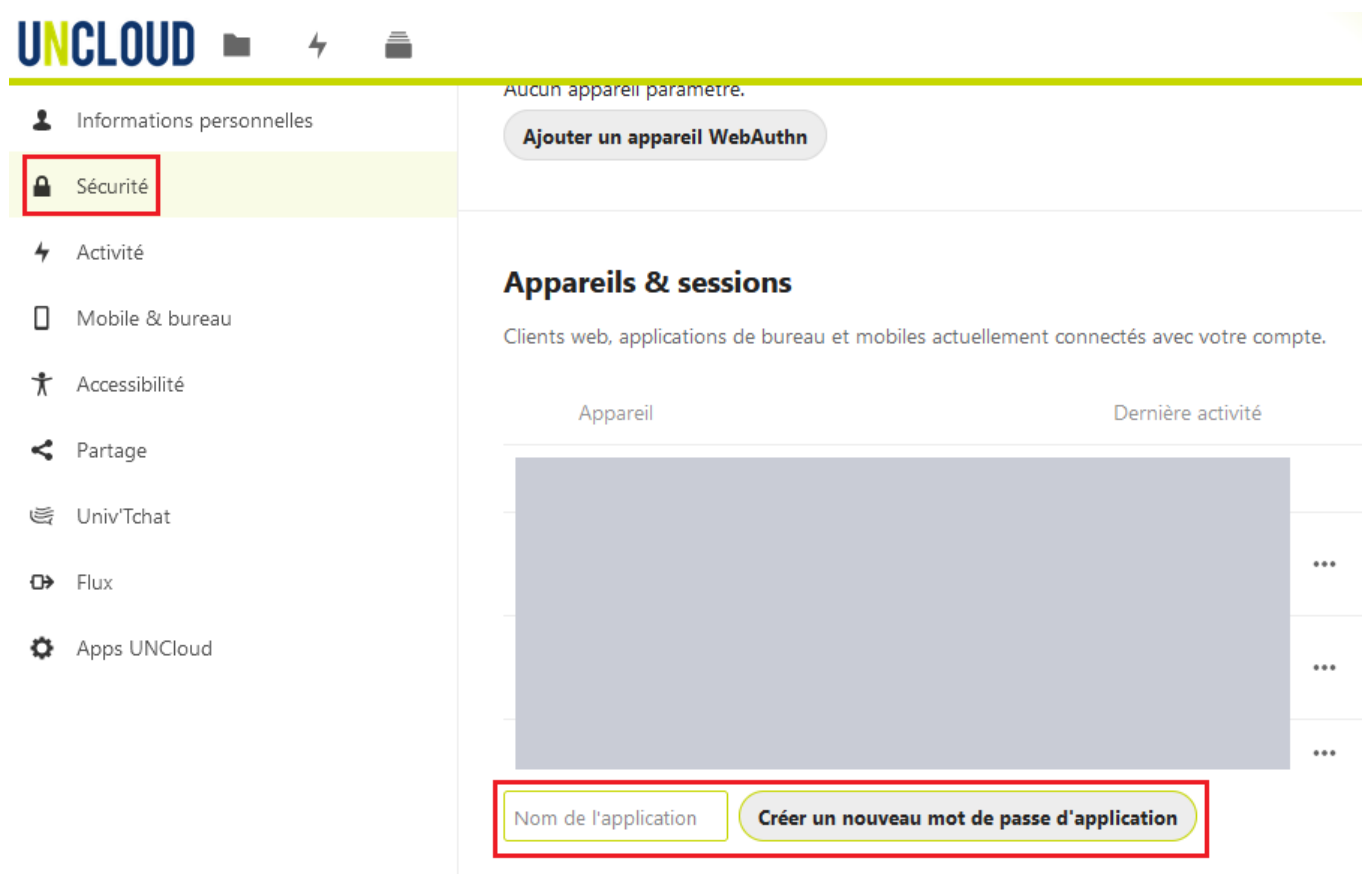 UNCLOUD
Informations personnelles
Sécurité
Activité
Mobile & bureau
Accessibilité
Partage
Univ'Tchat
Flux
Apps UNCloud
Aucun appareil paramétré.
Ajouter un appareil WebAuthn
Appareils & sessions
Clients web, applications de bureau et mobiles actuellement connectés avec votre compte.
Appareil Dernière activité
Nom de l'application Créer un nouveau mot de passe d'application